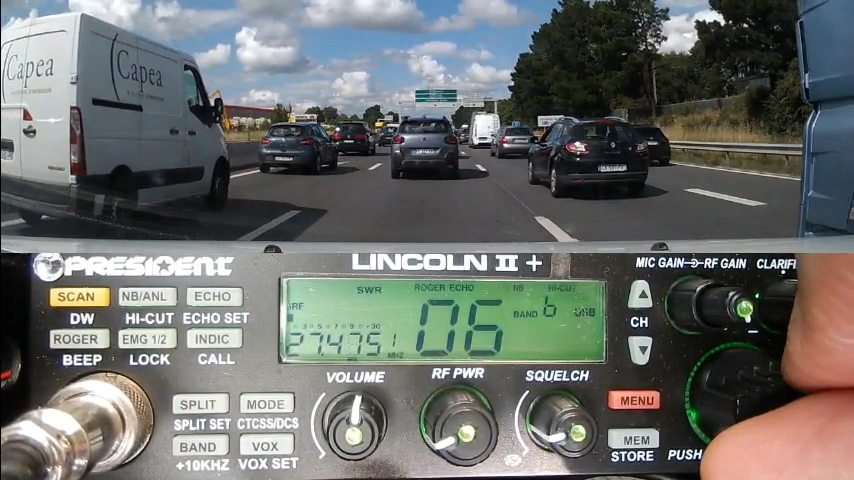 Capea
Capea
PRESIDENT
LINCOLN II +
SCAN
NB/ANL
ECHO
DW
HI-CUT
ECHO SET
ROGER
EMG 1/2
INDIC
BEEP
LOCK
CALL
SWR
ROGER ECHO
NB
HI-CUT
RF
06
BAND
b
USB
27.4751
MHZ
MIC GAIN
RF GAIN
CLARIFI
CH
VOLUME
RF PWR
SQUELCH
MENU
SPLIT
MODE
SPLIT SET
CTCSS/DCS
BAND
VOX
+10KHZ
VOX SET
MEM
STORE
PUSH